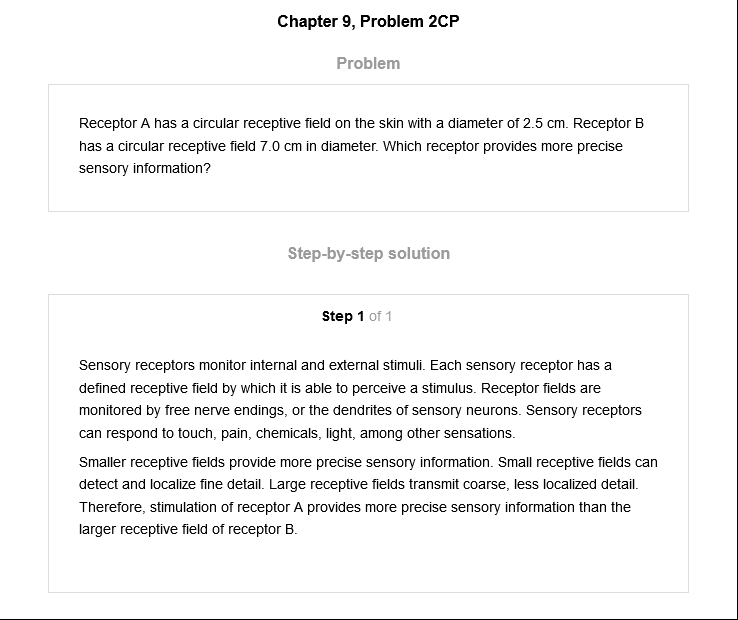 Chapter 9, Problem 2CP
Problem
Receptor A has a circular receptive field on the skin with a diameter of 2.5 cm. Receptor B
has a circular receptive field 7.0 cm in diameter. Which receptor provides more precise
sensory information?
Step-by-step solution
Step 1 of 1
Sensory receptors monitor internal and external stimuli. Each sensory receptor has a
defined receptive field by which it is able to perceive a stimulus. Receptor fields are
monitored by free nerve endings, or the dendrites of sensory neurons. Sensory receptors
can respond to touch, pain, chemicals, light, among other sensations.
Smaller receptive fields provide more precise sensory information. Small receptive fields can
detect and localize fine detail. Large receptive fields transmit coarse, less localized detail.
Therefore, stimulation of receptor A provides more precise sensory information than the
larger receptive field of receptor B.